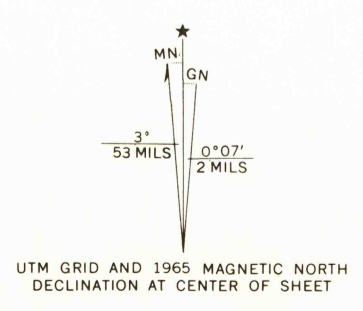 ★
MN
GN
3°
53 MILS
0°07'
2 MILS
UTM GRID AND 1965 MAGNETIC NORTH
DECLINATION AT CENTER OF SHEET